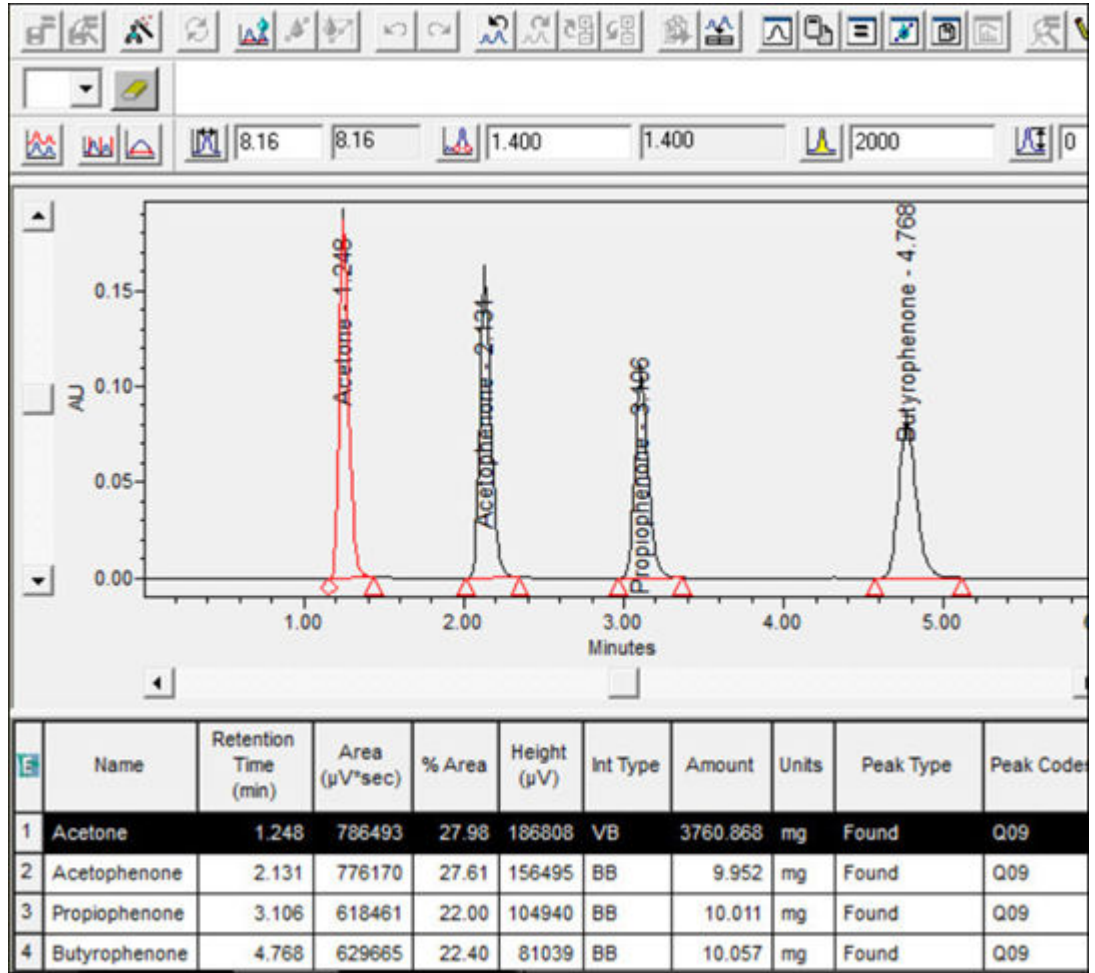 8.16 8.16 1.400 1.400 2000 0
Acetone - 1.248
Acetophenone - 2.131
Propiophenone - 3.106
Butyrophenone - 4.768
0.15
0.10
0.05
0.00
AU
1.00 2.00 3.00 4.00 5.00
Minutes
Name Retention Time (min) Area (µV*sec) % Area Height (µV) Int Type Amount Units Peak Type Peak Codes
1 Acetone 1.248 786493 27.98 186808 VB 3760.868 mg Found Q09
2 Acetophenone 2.131 776170 27.61 156495 BB 9.952 mg Found Q09
3 Propiophenone 3.106 618461 22.00 104940 BB 10.011 mg Found Q09
4 Butyrophenone 4.768 629665 22.40 81039 BB 10.057 mg Found Q09